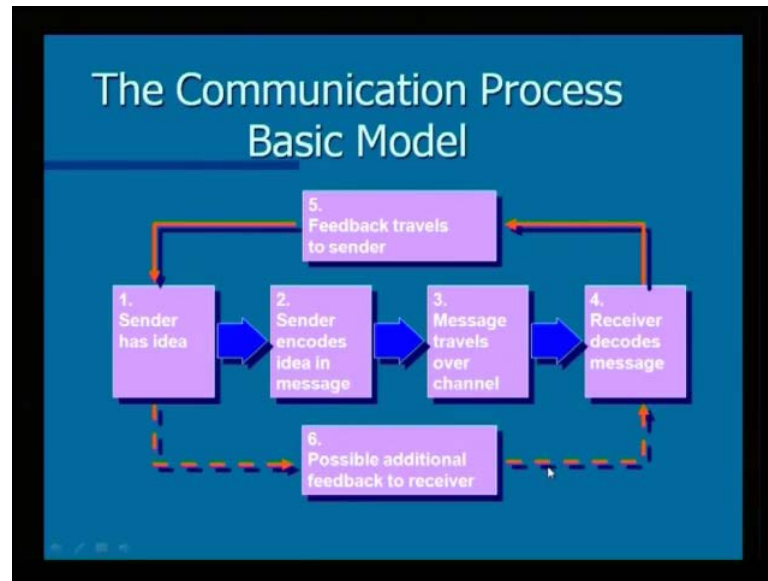 The Communication Process
Basic Model
5.
Feedback travels
to sender
1.
Sender
has idea
2.
Sender
encodes
idea in
message
3.
Message
travels
over
channel
4.
Receiver
decodes
message
6.
Possible additional
feedback to receiver